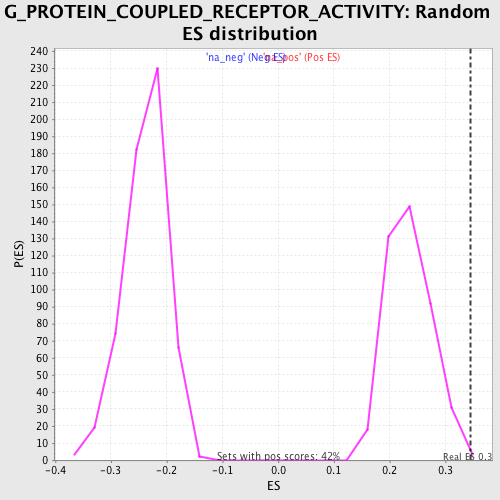 G_PROTEIN_COUPLED_RECEPTOR_ACTIVITY: Random
ES distribution
240
230
220
210
200
190
180
170
160
150
140
130
120
110
100
90
80
70
60
50
40
30
20
10
0
P(ES)
'na_neg' (Neg ES)
'na_pos' (Pos ES)
Sets with pos scores: 42%
Real ES 0.3
-0.4 -0.3 -0.2 -0.1 0.0 0.1 0.2 0.3
ES